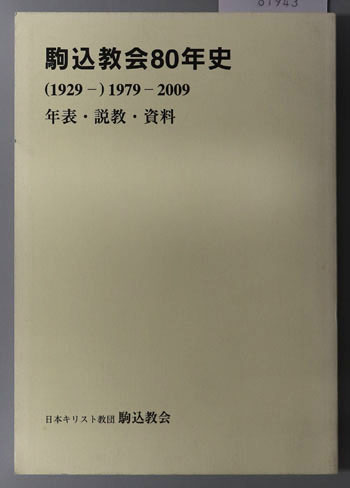 61943
駒込教会80年史
(1929－) 1979－2009
年表・説教・資料
日本キリスト教団 駒込教会